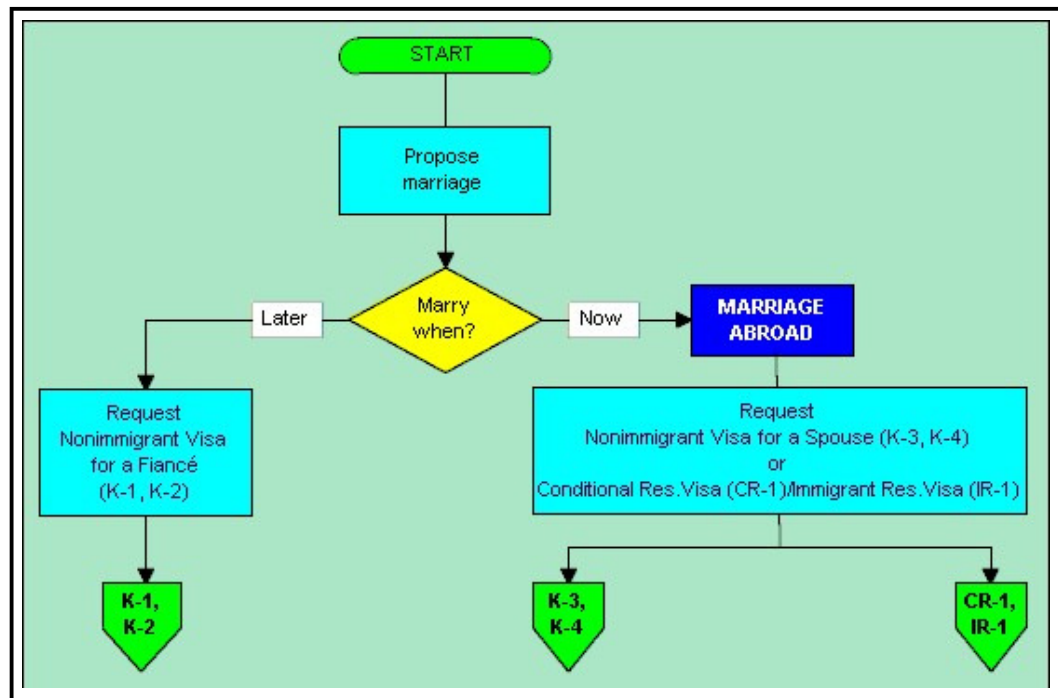 START
Propose
marriage
Marry
when?
Later
Now
MARRIAGE
ABROAD
Request
Nonimmigrant Visa
for a Fiancé
(K-1, K-2)
Request
Nonimmigrant Visa for a Spouse (K-3, K-4)
or
Conditional Res.Visa (CR-1)/Immigrant Res.Visa (IR-1)
K-1,
K-2
K-3,
K-4
CR-1,
IR-1